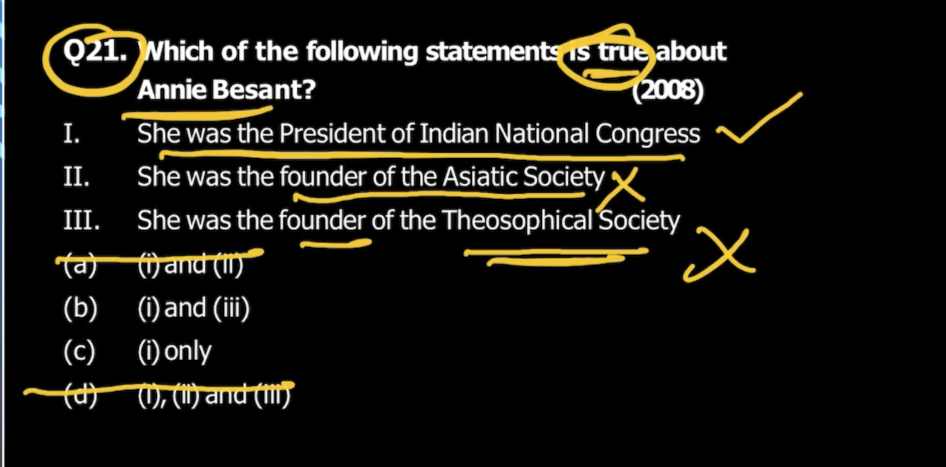 Q21. Which of the following statements is true about
Annie Besant? (2008)
I. She was the President of Indian National Congress
II. She was the founder of the Asiatic Society
III. She was the founder of the Theosophical Society
(a) (i) and (ii)
(b) (i) and (iii)
(c) (i) only
(d) (i), (ii) and (iii)